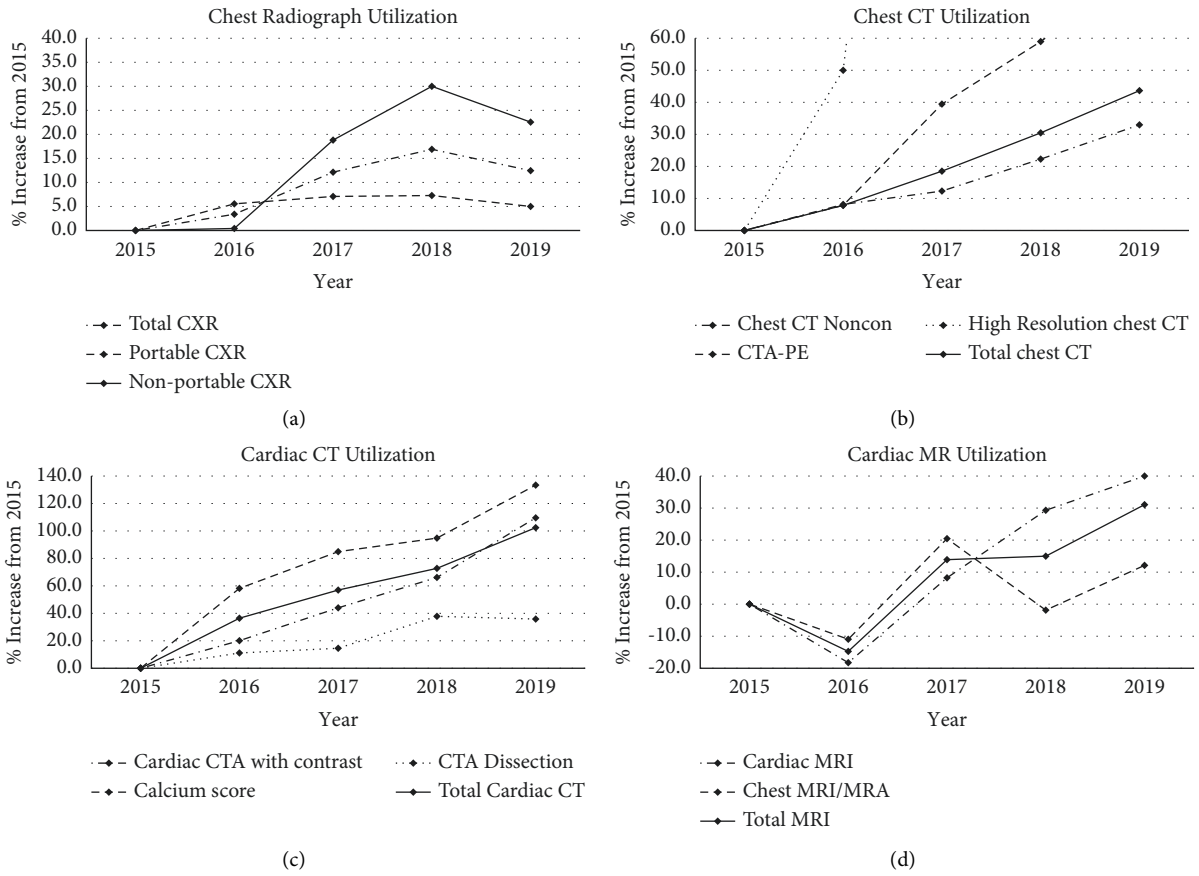 Chest Radiograph Utilization
% Increase from 2015
40.0
35.0
30.0
25.0
20.0
15.0
10.0
5.0
0.0
2015 2016 2017 2018 2019
Year
Total CXR
Portable CXR
Non-portable CXR
(a)
Chest CT Utilization
% Increase from 2015
60.0
50.0
40.0
30.0
20.0
10.0
0.0
2015 2016 2017 2018 2019
Year
Chest CT Noncon High Resolution chest CT
CTA-PE Total chest CT
(b)
Cardiac CT Utilization
% Increase from 2015
140.0
120.0
100.0
80.0
60.0
40.0
20.0
0.0
2015 2016 2017 2018 2019
Year
Cardiac CTA with contrast CTA Dissection
Calcium score Total Cardiac CT
(c)
Cardiac MR Utilization
% Increase from 2015
40.0
30.0
20.0
10.0
0.0
-10.0
-20.0
2015 2016 2017 2018 2019
Year
Cardiac MRI
Chest MRI/MRA
Total MRI
(d)